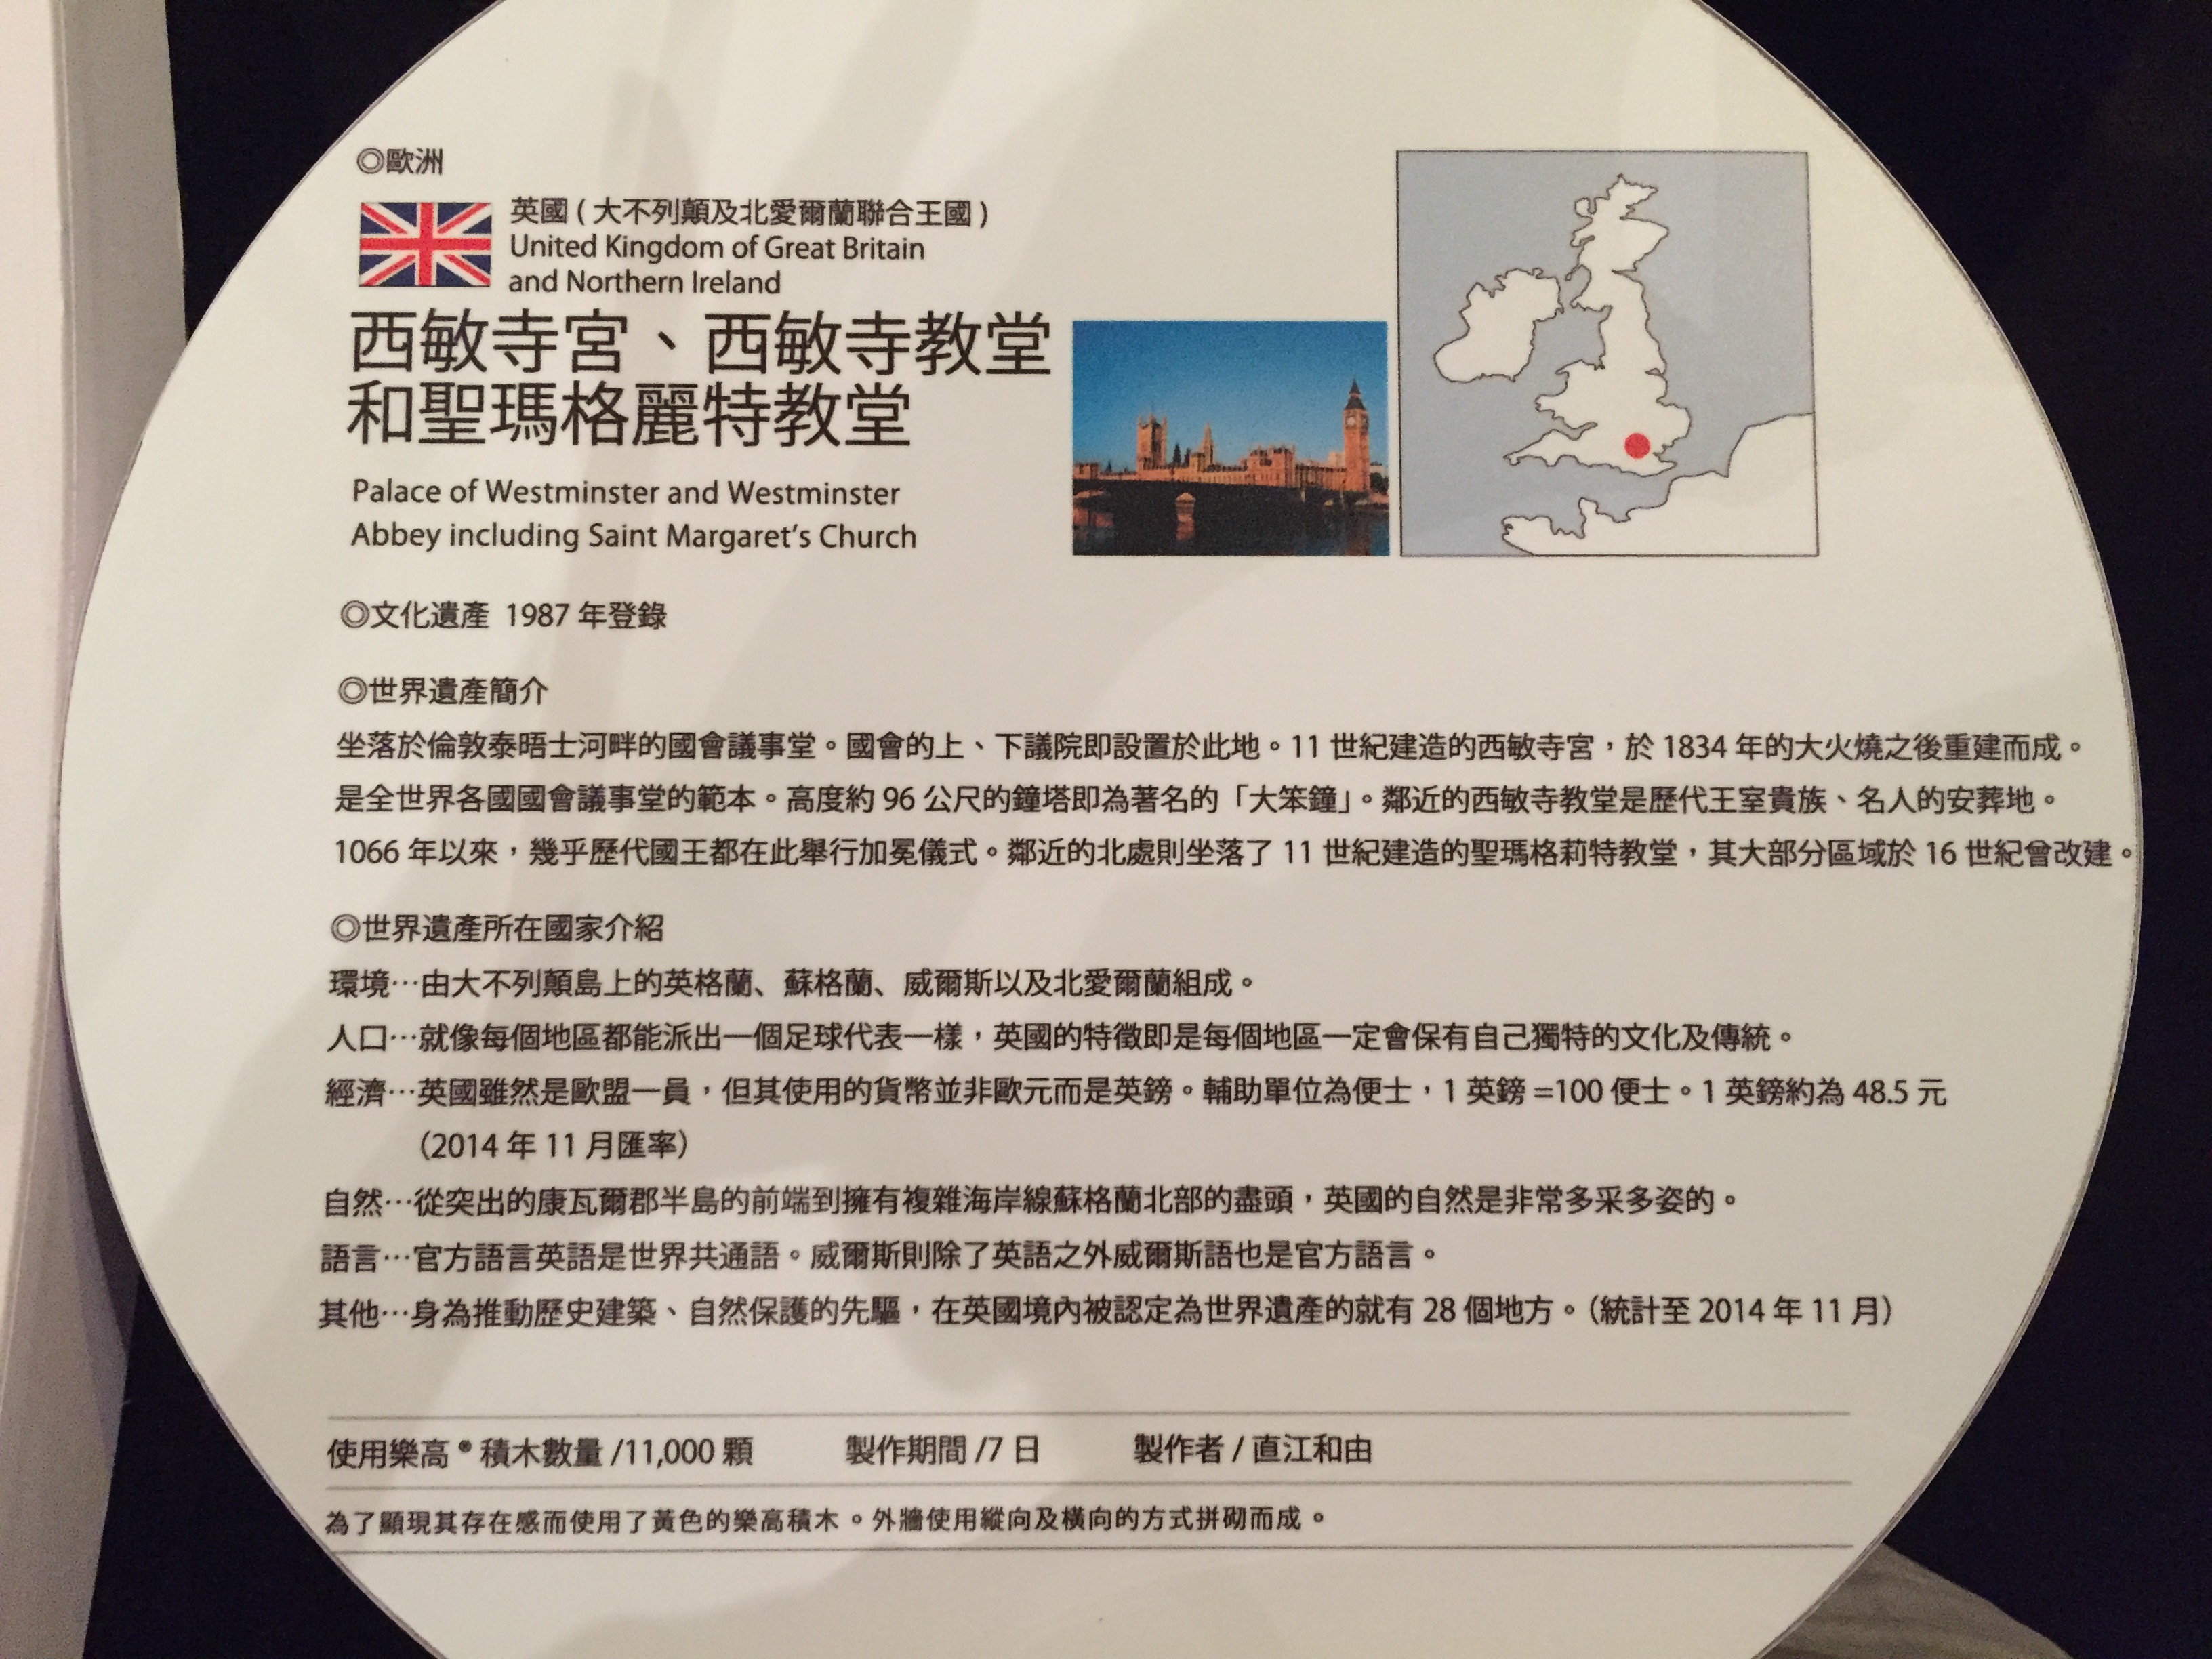 ◎歐洲
英國 ( 大不列顛及北愛爾蘭聯合王國 )
United Kingdom of Great Britain
and Northern Ireland
西敏寺宮、西敏寺教堂
和聖瑪格麗特教堂
Palace of Westminster and Westminster
Abbey including Saint Margaret's Church
◎文化遺產 1987 年登錄
◎世界遺產簡介
坐落於倫敦泰晤士河畔的國會議事堂。國會的上、下議院即設置於此地。11 世紀建造的西敏寺宮，於 1834 年的大火燒之後重建而成。
是全世界各國國會議事堂的範本。高度約 96 公尺的鐘塔即為著名的「大笨鐘」。鄰近的西敏寺教堂是歷代王室貴族、名人的安葬地。
1066 年以來，幾乎歷代國王都在此舉行加冕儀式。鄰近的北處則坐落了 11 世紀建造的聖瑪格莉特教堂，其大部分區域於 16 世紀曾改建。
◎世界遺產所在國家介紹
環境…由大不列顛島上的英格蘭、蘇格蘭、威爾斯以及北愛爾蘭組成。
人口…就像每個地區都能派出一個足球代表一樣，英國的特徵即是每個地區一定會保有自己獨特的文化及傳統。
經濟…英國雖然是歐盟一員，但其使用的貨幣並非歐元而是英鎊。輔助單位為便士，1 英鎊 =100 便士。1 英鎊約為 48.5 元
（2014 年 11 月匯率）
自然…從突出的康瓦爾郡半島的前端到擁有複雜海岸線蘇格蘭北部的盡頭，英國的自然是非常多采多姿的。
語言…官方語言英語是世界共通語。威爾斯則除了英語之外威爾斯語也是官方語言。
其他…身為推動歷史建築、自然保護的先驅，在英國境內被認定為世界遺產的就有 28 個地方。（統計至 2014 年 11 月）
使用樂高® 積木數量 /11,000 顆 製作期間 /7 日 製作者 / 直江和由
為了顯現其存在感而使用了黃色的樂高積木。外牆使用縱向及橫向的方式拼砌而成。